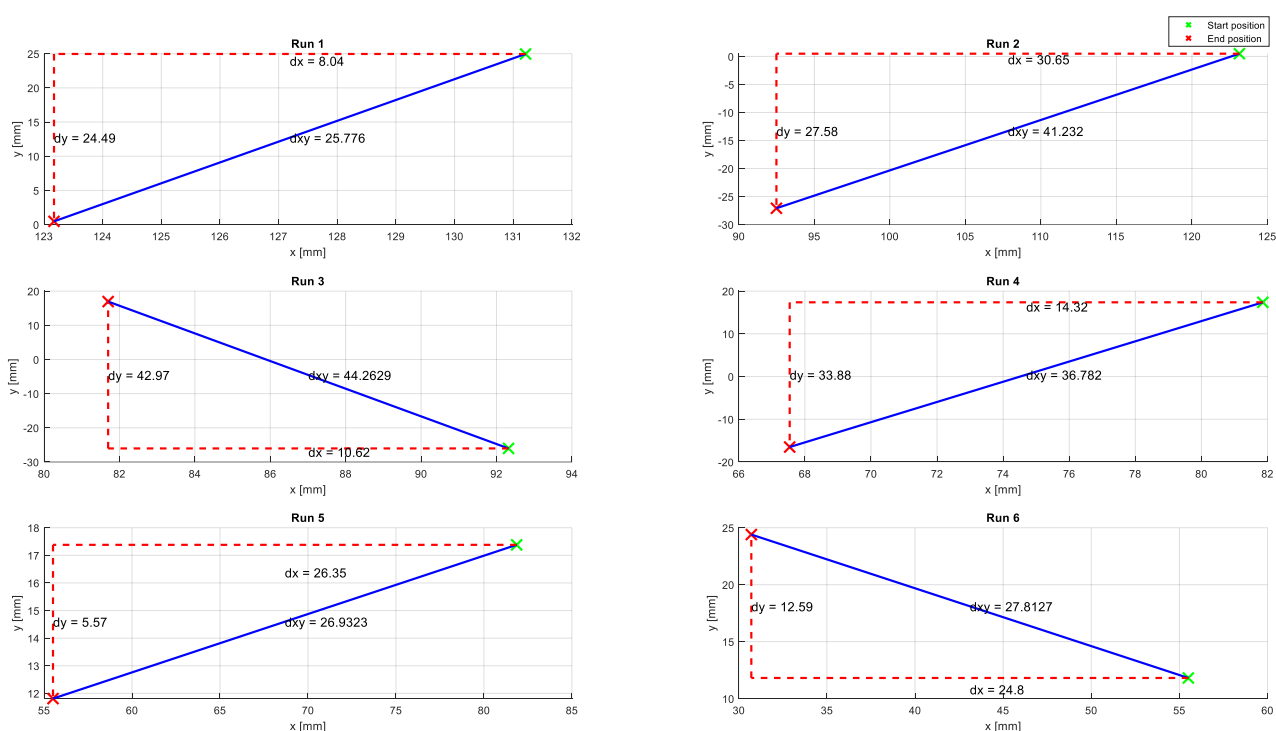 Start position
End position
Run 1
25
20
15
10
5
0
y [mm]
dx = 8.04
dy = 24.49
dxy = 25.776
123 124 125 126 127 128 129 130 131 132
x [mm]
Run 2
0
-5
-10
-15
-20
-25
-30
y [mm]
dx = 30.65
dy = 27.58
dxy = 41.232
90 95 100 105 110 115 120 125
x [mm]
Run 3
20
10
0
-10
-20
-30
y [mm]
dy = 42.97
dxy = 44.2629
dx = 10.62
80 82 84 86 88 90 92 94
x [mm]
Run 4
20
10
0
-10
-20
y [mm]
dx = 14.32
dy = 33.88
dxy = 36.782
66 68 70 72 74 76 78 80 82
x [mm]
Run 5
18
17
16
15
14
13
12
y [mm]
dx = 26.35
dy = 5.57
dxy = 26.9323
55 60 65 70 75 80 85
x [mm]
Run 6
25
20
15
10
y [mm]
dy = 12.59
dxy = 27.8127
dx = 24.8
30 35 40 45 50 55 60
x [mm]